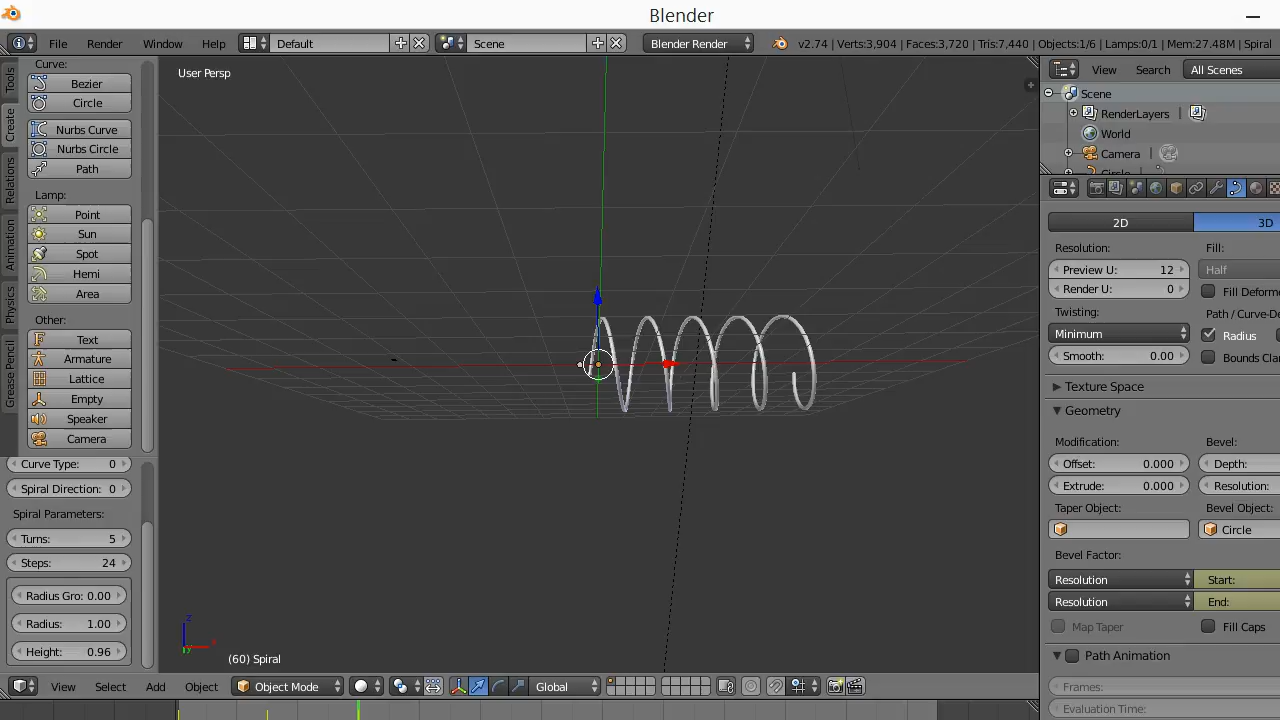 Blender
File Render Window Help Default Scene Blender Render v2.74 | Verts:3,904 | Faces:3,720 | Tris:7,440 | Objects:1/6 | Lamps:0/1 | Mem:27.48M | Spiral
Tools
Create
Relations
Animation
Physics
Grease Pencil
Curve:
Bezier
Circle
Nurbs Curve
Nurbs Circle
Path
Lamp:
Point
Sun
Spot
Hemi
Area
Other:
Text
Armature
Lattice
Empty
Speaker
Camera
Curve Type: 0
Spiral Direction: 0
Spiral Parameters:
Turns: 5
Steps: 24
Radius Gro: 0.00
Radius: 1.00
Height: 0.96
User Persp
z
x
y
(60) Spiral
View Select Add Object Object Mode Global
View Search All Scenes
Scene
RenderLayers |
World
Camera
2D 3D
Resolution: Fill:
Preview U: 12 Half
Render U: 0 Fill Deforme
Twisting: Path / Curve-De
Minimum Radius
Smooth: 0.00 Bounds Clam
Texture Space
Geometry
Modification: Bevel:
Offset: 0.000 Depth:
Extrude: 0.000 Resolution:
Taper Object: Bevel Object:
Circle
Bevel Factor:
Resolution Start:
Resolution End:
Map Taper Fill Caps
Path Animation
Frames:
Evaluation Time: